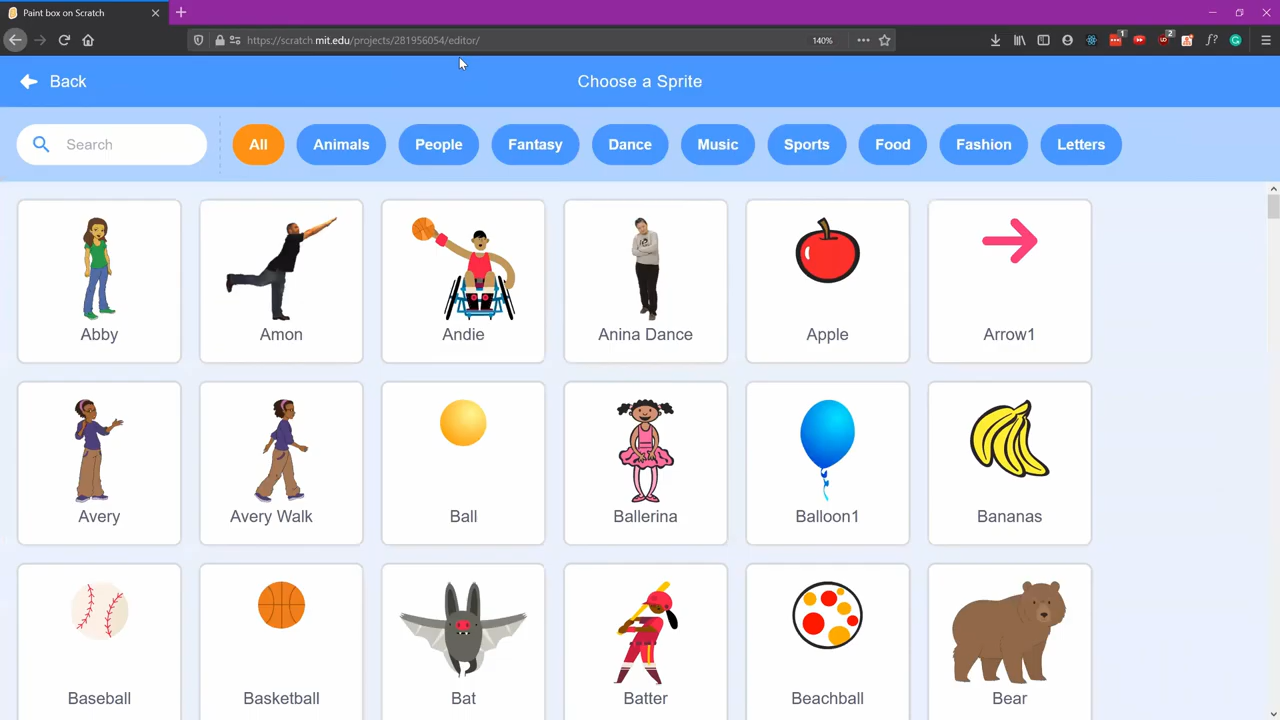 Paint box on Scratch
https://scratch.mit.edu/projects/281956054/editor/
140%
1
2
Back
Choose a Sprite
Search
All
Animals
People
Fantasy
Dance
Music
Sports
Food
Fashion
Letters
Abby
Amon
Andie
Anina Dance
Apple
Arrow1
Avery
Avery Walk
Ball
Ballerina
Balloon1
Bananas
Baseball
Basketball
Bat
Batter
Beachball
Bear